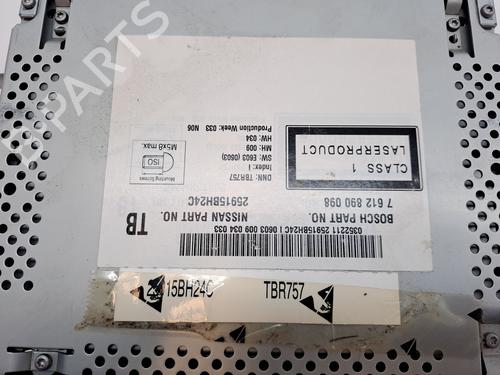 B-PARTS
0352211 25915BH24C I 0603 009 034 033
BOSCH PART NO.
7 612 890 098
NISSAN PART NO.
25915BH24C
TB
CLASS 1
LASERPRODUCT
DNN: TBR757
Index: I
SW: E603 (0603)
MH: 009
HW: 034
Production Week: 033 N06
Mounting Screws
ISO
M5x8 max.
15BH24C
TBR757